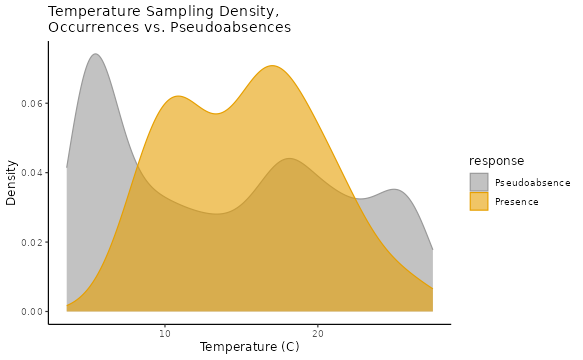 Temperature Sampling Density,
Occurrences vs. Pseudoabsences
Density
0.06
0.04
0.02
0.00
10
20
Temperature (C)
response
Pseudoabsence
Presence